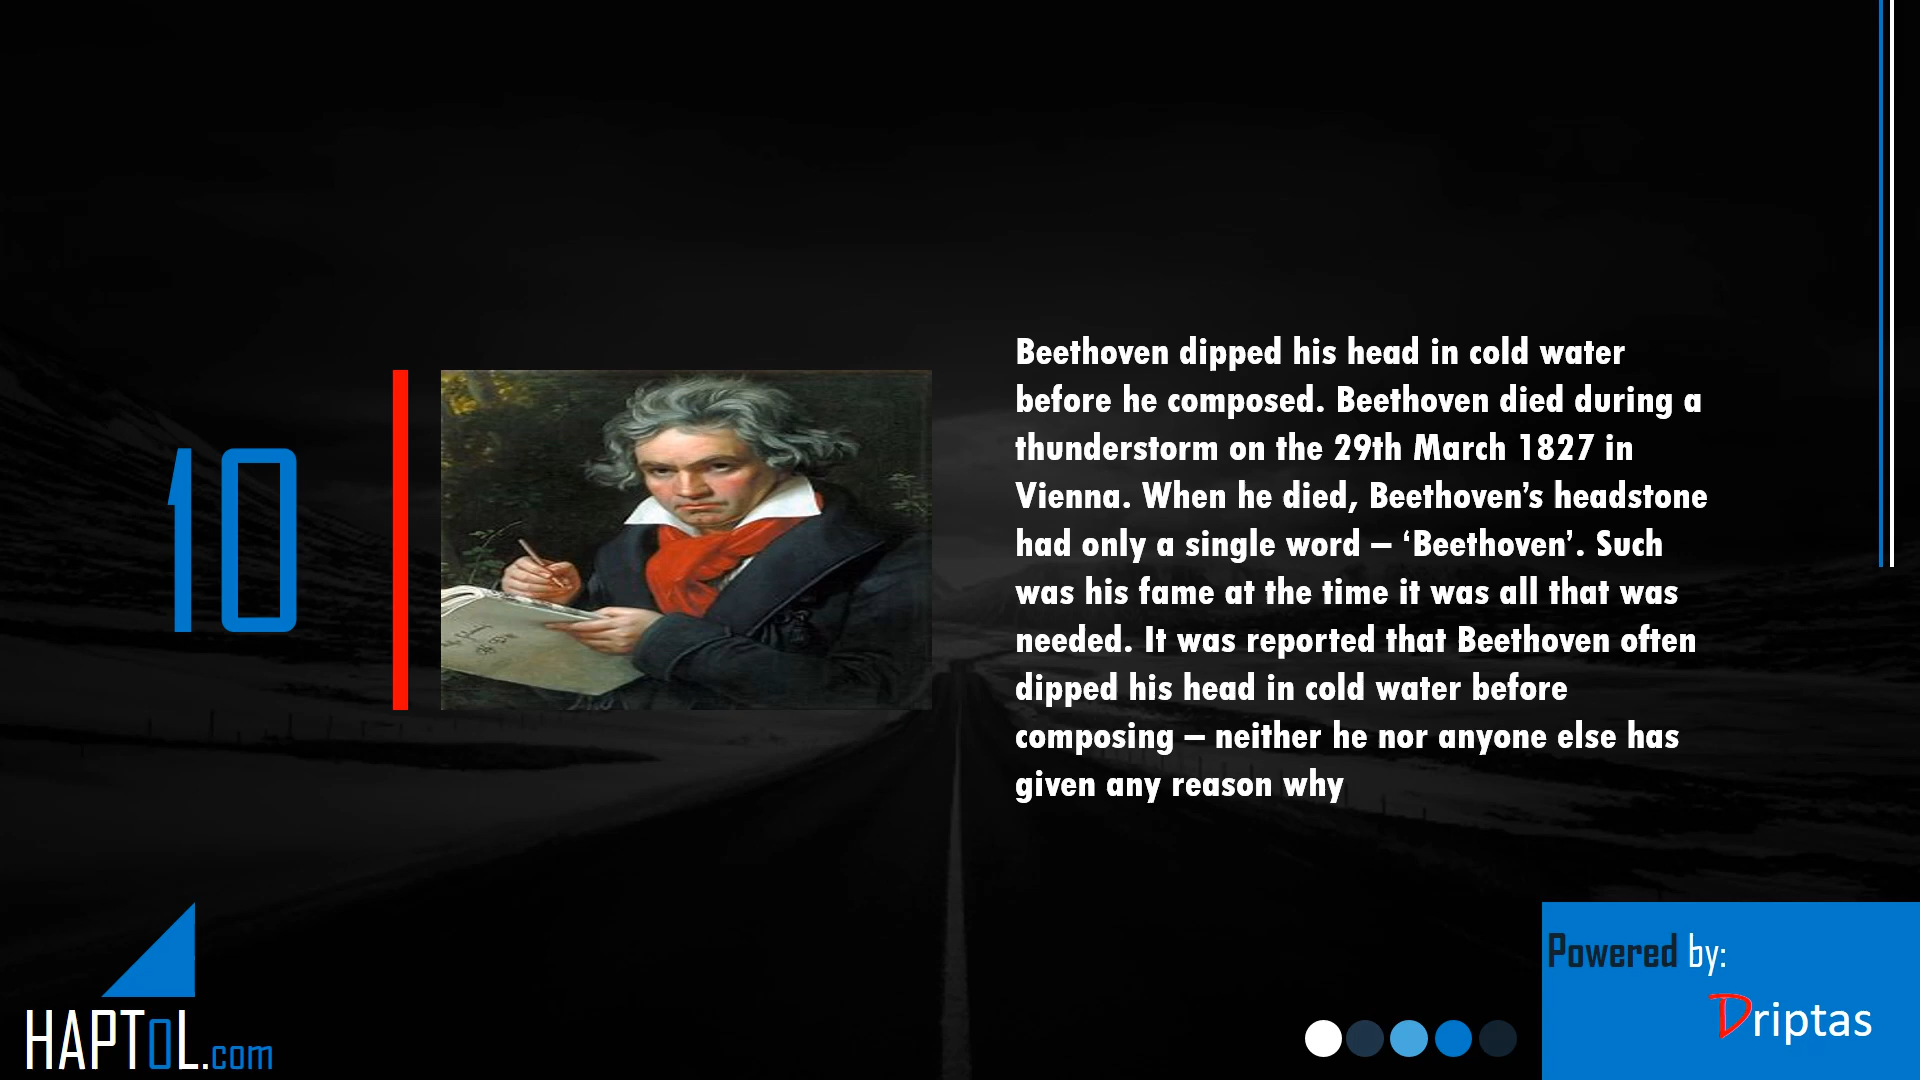 10
Beethoven dipped his head in cold water
before he composed. Beethoven died during a
thunderstorm on the 29th March 1827 in
Vienna. When he died, Beethoven’s headstone
had only a single word – ‘Beethoven’. Such
was his fame at the time it was all that was
needed. It was reported that Beethoven often
dipped his head in cold water before
composing – neither he nor anyone else has
given any reason why
HAPToL.com
Powered by:
Driptas